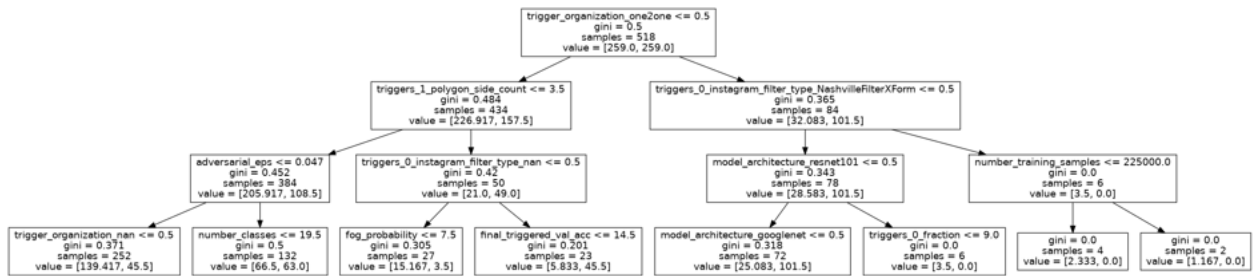 trigger_organization_one2one <= 0.5
gini = 0.5
samples = 518
value = [259.0, 259.0]
triggers_1_polygon_side_count <= 3.5
gini = 0.484
samples = 434
value = [226.917, 157.5]
triggers_0_instagram_filter_type_NashvilleFilterXForm <= 0.5
gini = 0.365
samples = 84
value = [32.083, 101.5]
adversarial_eps <= 0.047
gini = 0.452
samples = 384
value = [205.917, 108.5]
triggers_0_instagram_filter_type_nan <= 0.5
gini = 0.42
samples = 50
value = [21.0, 49.0]
model_architecture_resnet101 <= 0.5
gini = 0.343
samples = 78
value = [28.583, 101.5]
number_training_samples <= 225000.0
gini = 0.0
samples = 6
value = [3.5, 0.0]
trigger_organization_nan <= 0.5
gini = 0.371
samples = 252
value = [139.417, 45.5]
number_classes <= 19.5
gini = 0.5
samples = 132
value = [66.5, 63.0]
fog_probability <= 7.5
gini = 0.305
samples = 27
value = [15.167, 3.5]
final_triggered_val_acc <= 14.5
gini = 0.201
samples = 23
value = [5.833, 45.5]
model_architecture_googlenet <= 0.5
gini = 0.318
samples = 72
value = [25.083, 101.5]
triggers_0_fraction <= 9.0
gini = 0.0
samples = 6
value = [3.5, 0.0]
gini = 0.0
samples = 4
value = [2.333, 0.0]
gini = 0.0
samples = 2
value = [1.167, 0.0]